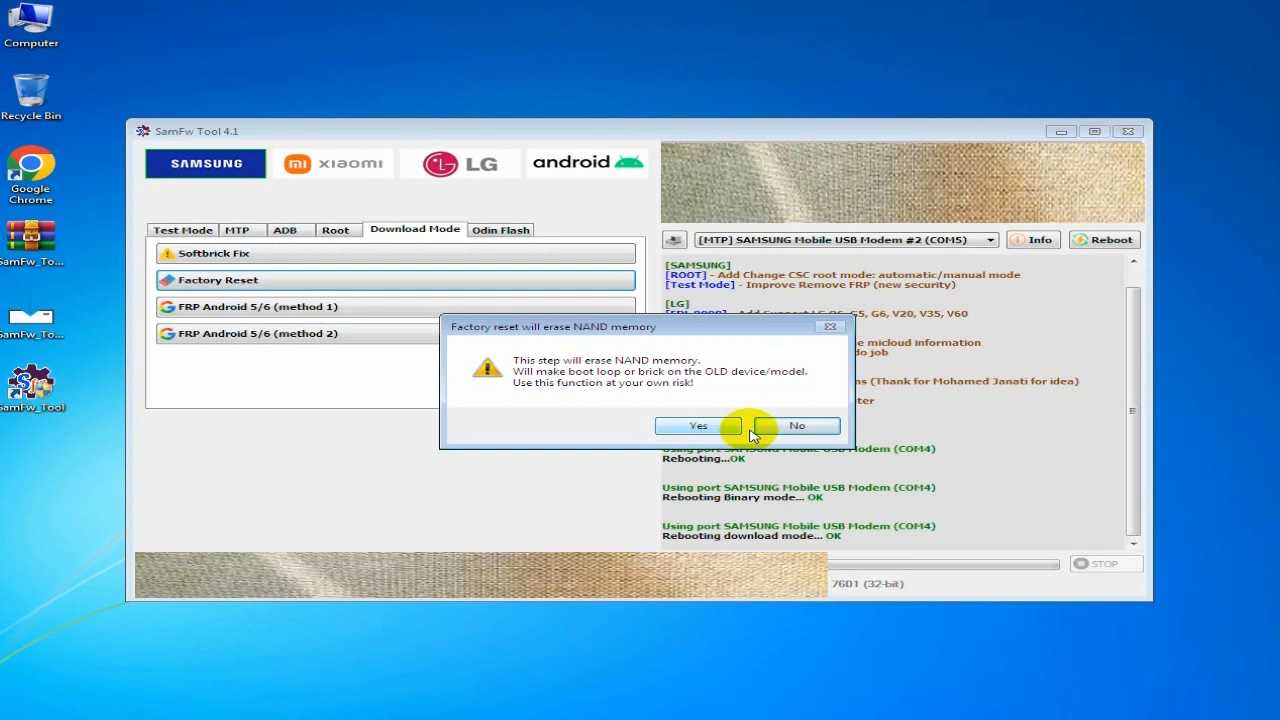 Computer
Recycle Bin
Google
Chrome
SamFw_To...
SamFw_To...
SamFw_Tool
SamFw Tool 4.1
SAMSUNG
mi xiaomi
LG
android
Test Mode MTP ADB Root Download Mode Odin Flash
Softbrick Fix
Factory Reset
FRP Android 5/6 (method 1)
FRP Android 5/6 (method 2)
[MTP] SAMSUNG Mobile USB Modem #2 (COM5)
Info
Reboot
[SAMSUNG]
[ROOT] - Add Change CSC root mode: automatic/manual mode
[Test Mode] - Improve Remove FRP (new security)
[LG]
G5, G6, V20, V35, V60
e micloud information
do job
ns (Thank for Mohamed Janati for idea)
ter
Using port SAMSUNG Mobile USB Modem (COM4)
Rebooting...OK
Using port SAMSUNG Mobile USB Modem (COM4)
Rebooting Binary mode... OK
Using port SAMSUNG Mobile USB Modem (COM4)
Rebooting download mode... OK
Factory reset will erase NAND memory
This step will erase NAND memory.
Will make boot loop or brick on the OLD device/model.
Use this function at your own risk!
Yes
No
STOP
7601 (32-bit)